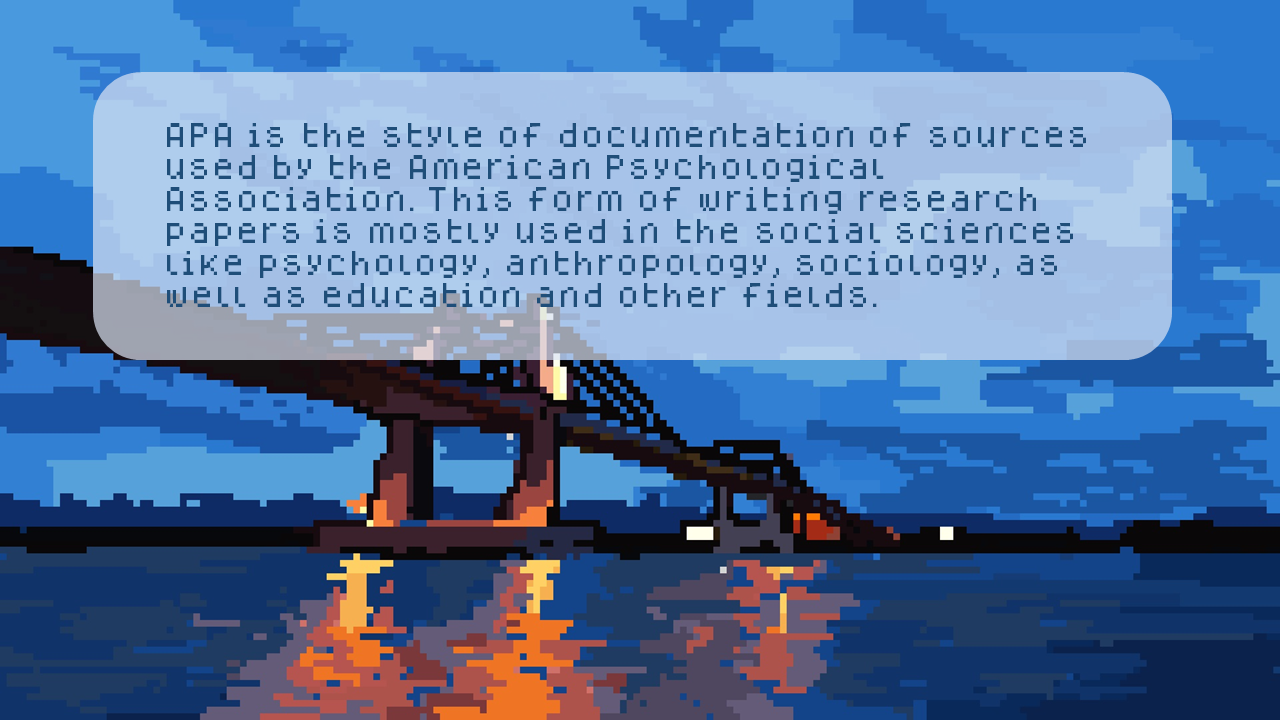 APA is the style of documentation of sources
used by the American Psychological
Association. This form of writing research
papers is mostly used in the social sciences
like psychology, anthropology, sociology, as
well as education and other fields.